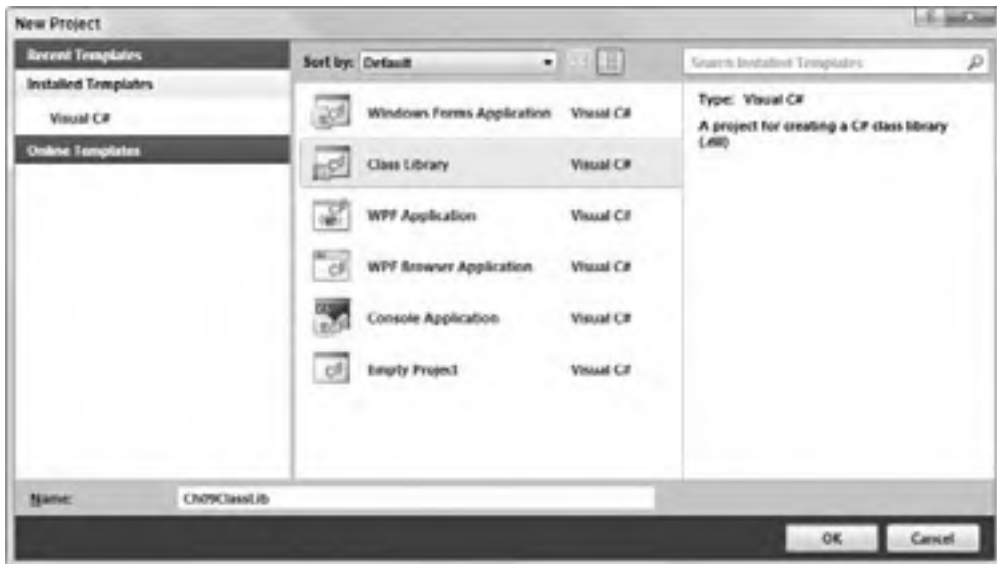 New Project
Recent Templates
Installed Templates
Visual C#
Online Templates
Sort by: Default
Search Installed Templates
Windows Forms Application Visual C#
Class Library Visual C#
WPF Application Visual C#
WPF Browser Application Visual C#
Console Application Visual C#
Empty Project Visual C#
Type: Visual C#
A project for creating a C# class library
(.dll)
Name: Ch09ClassLib
OK Cancel